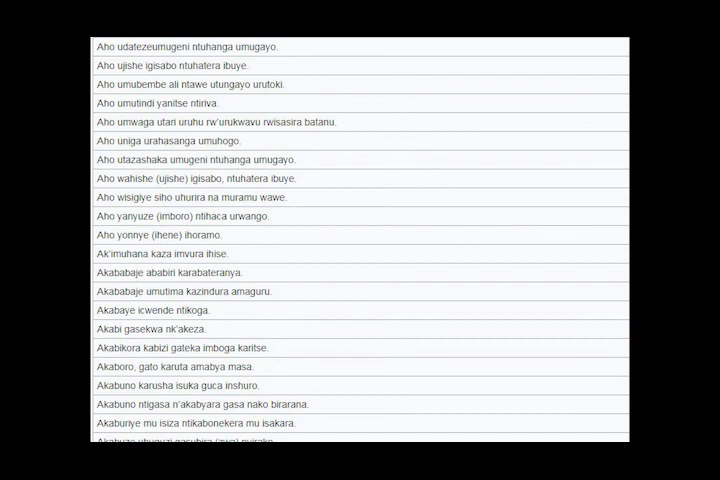 Aho udatezeumugeni ntuhanga umugayo.
Aho ujishe igisabo ntuhatera ibuye.
Aho umubembe ali ntawe utungayo urutoki.
Aho umutindi yanitse ntiriva.
Aho umwaga utari uruhu rw'urukwavu rwisasira batanu.
Aho uniga urahasanga umuhogo.
Aho utazashaka umugeni ntuhanga umugayo.
Aho wahishe (ujishe) igisabo, ntuhatera ibuye.
Aho wisigiye siho uhurira na muramu wawe.
Aho yanyuze (imboro) ntihaca urwango.
Aho yonnye (ihene) ihoramo.
Ak'imuhana kaza imvura ihise.
Akababaje ababiri karabateranya.
Akababaje umutima kazindura amaguru.
Akabaye icwende ntikoga.
Akabi gasekwa nk'akeza.
Akabikora kabizi gateka imboga karitse.
Akaboro, gato karuta amabya masa.
Akabuno karusha isuka guca inshuro.
Akabuno ntigasa n'akabyara gasa nako birarana.
Akaburiye mu isiza ntikabonekera mu isakara.